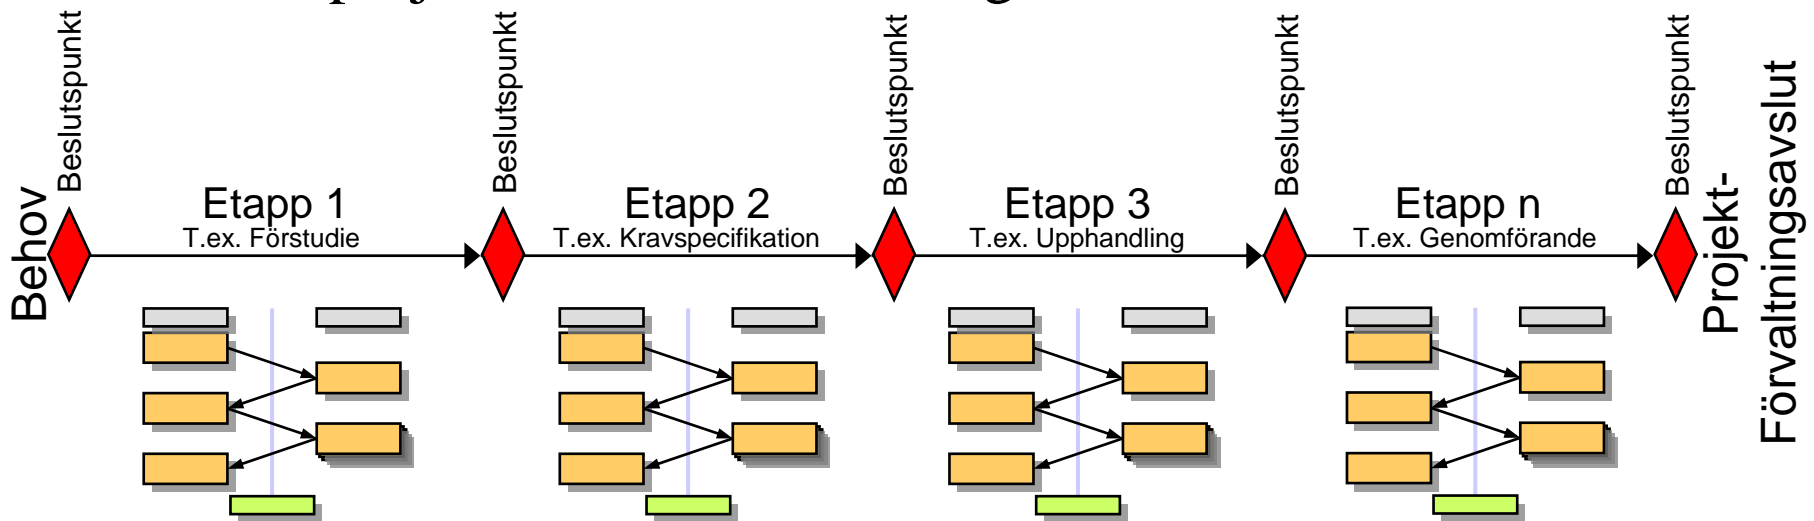 Behov
Beslutspunkt
Etapp 1
T.ex. Förstudie
Beslutspunkt
Etapp 2
T.ex. Kravspecifikation
Beslutspunkt
Etapp 3
T.ex. Upphandling
Beslutspunkt
Etapp n
T.ex. Genomförande
Beslutspunkt
Projekt-
Förvaltningsavslut